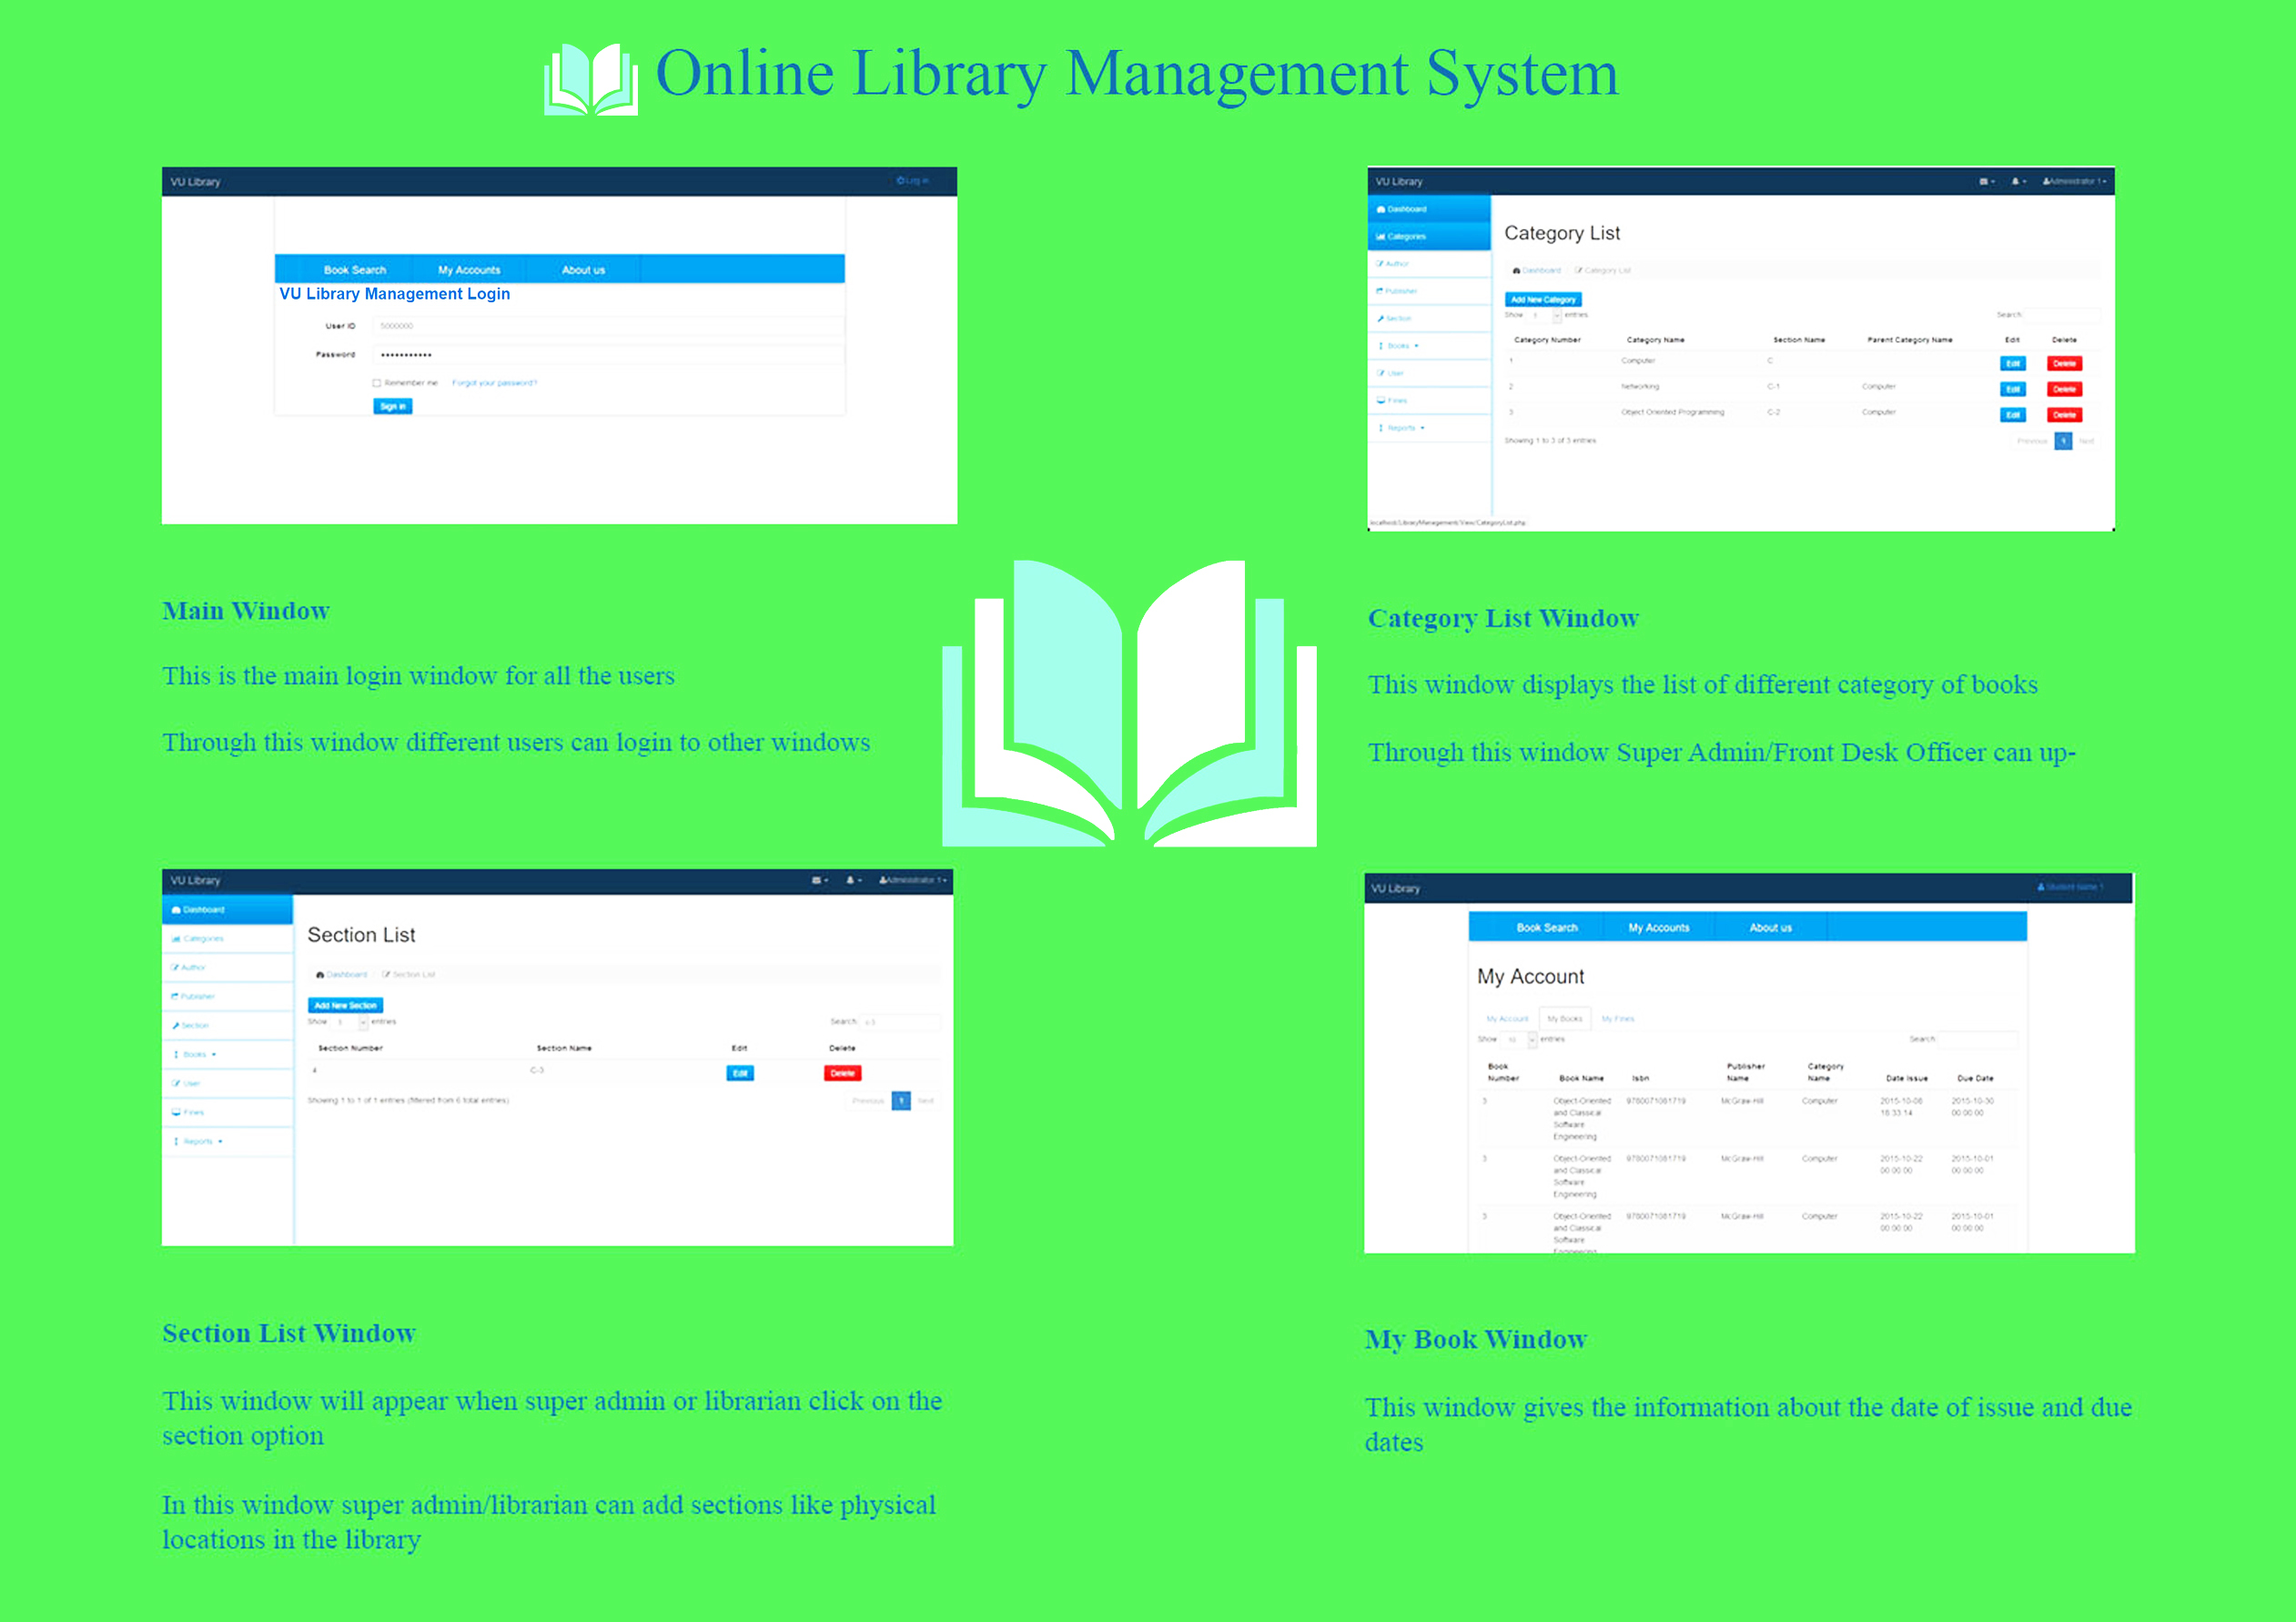 Online Library Management System
VU Library
Log in
Book Search My Accounts About us
VU Library Management Login
User ID 5000000
Password •••••••••••
Remember me Forgot your password?
Sign in
Main Window
This is the main login window for all the users
Through this window different users can login to other windows
VU Library
Administrator 1
Dashboard
Categories
Author
Publisher
Section
Books
User
Fines
Reports
Category List
Dashboard Category List
Add New Category
Show 5 entries Search:
Category Number Category Name Section Name Parent Category Name Edit Delete
1 Computer C Edit Delete
2 Networking C-1 Computer Edit Delete
3 Object Oriented Programming C-2 Computer Edit Delete
Showing 1 to 3 of 3 entries Previous 1 Next
localhost/LibraryManagement/View/CategoryList.php
Category List Window
This window displays the list of different category of books
Through this window Super Admin/Front Desk Officer can up-
VU Library
Administrator 1
Dashboard
Categories
Author
Publisher
Section
Books
User
Fines
Reports
Section List
Dashboard Section List
Add New Section
Show entries Search: c-3
Section Number Section Name Edit Delete
4 C-3 Edit Delete
Showing 1 to 1 of 1 entries (filtered from 6 total entries) Previous 1 Next
Section List Window
This window will appear when super admin or librarian click on the
section option
In this window super admin/librarian can add sections like physical
locations in the library
VU Library
Student Name 1
Book Search My Accounts About us
My Account
My Account My Books My Fines
Show 10 entries Search:
Book Publisher Category
Number Book Name Isbn Name Name Date Issue Due Date
3 Object-Oriented 9780071081719 McGraw-Hill Computer 2015-10-08 2015-10-30
and Classical 18:33:14 00:00:00
Software
Engineering
3 Object-Oriented 9780071081719 McGraw-Hill Computer 2015-10-22 2015-10-01
and Classical 00:00:00 00:00:00
Software
Engineering
3 Object-Oriented 9780071081719 McGraw-Hill Computer 2015-10-22 2015-10-01
and Classical 00:00:00 00:00:00
Software
Engineering
My Book Window
This window gives the information about the date of issue and due
dates